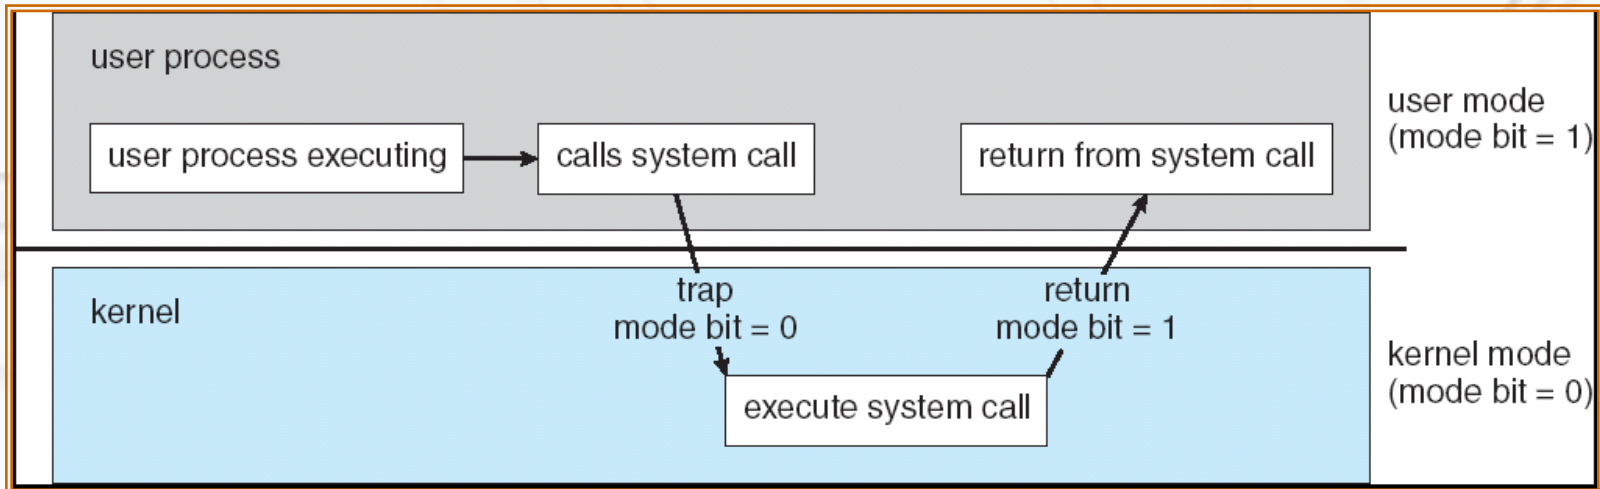 user process
user process executing
calls system call
return from system call
user mode
(mode bit = 1)
kernel
trap
mode bit = 0
return
mode bit = 1
execute system call
kernel mode
(mode bit = 0)